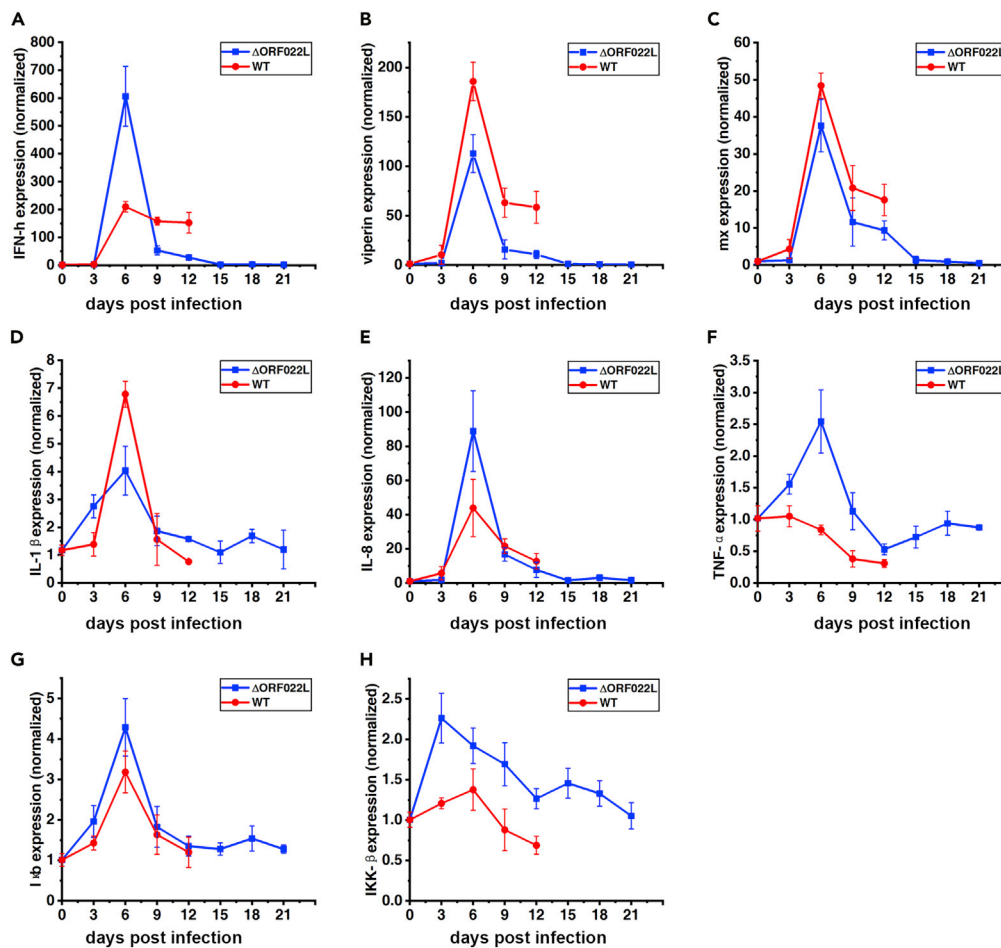 A
IFN-h expression (normalized)
800
700
600
500
400
300
200
100
0
0 3 6 9 12 15 18 21
days post infection
ΔORF022L
WT
B
viperin expression (normalized)
200
150
100
50
0
0 3 6 9 12 15 18 21
days post infection
ΔORF022L
WT
C
mx expression (normalized)
60
50
40
30
20
10
0
0 3 6 9 12 15 18 21
days post infection
ΔORF022L
WT
D
IL-1 β expression (normalized)
8
7
6
5
4
3
2
1
0
0 3 6 9 12 15 18 21
days post infection
ΔORF022L
WT
E
IL-8 expression (normalized)
120
100
80
60
40
20
0
0 3 6 9 12 15 18 21
days post infection
ΔORF022L
WT
F
TNF- α expression (normalized)
3.5
3.0
2.5
2.0
1.5
1.0
0.5
0.0
0 3 6 9 12 15 18 21
days post infection
ΔORF022L
WT
G
I κb expression (normalized)
5
4
3
2
1
0
0 3 6 9 12 15 18 21
days post infection
ΔORF022L
WT
H
IKK- β expression (normalized)
2.5
2.0
1.5
1.0
0.5
0.0
0 3 6 9 12 15 18 21
days post infection
ΔORF022L
WT